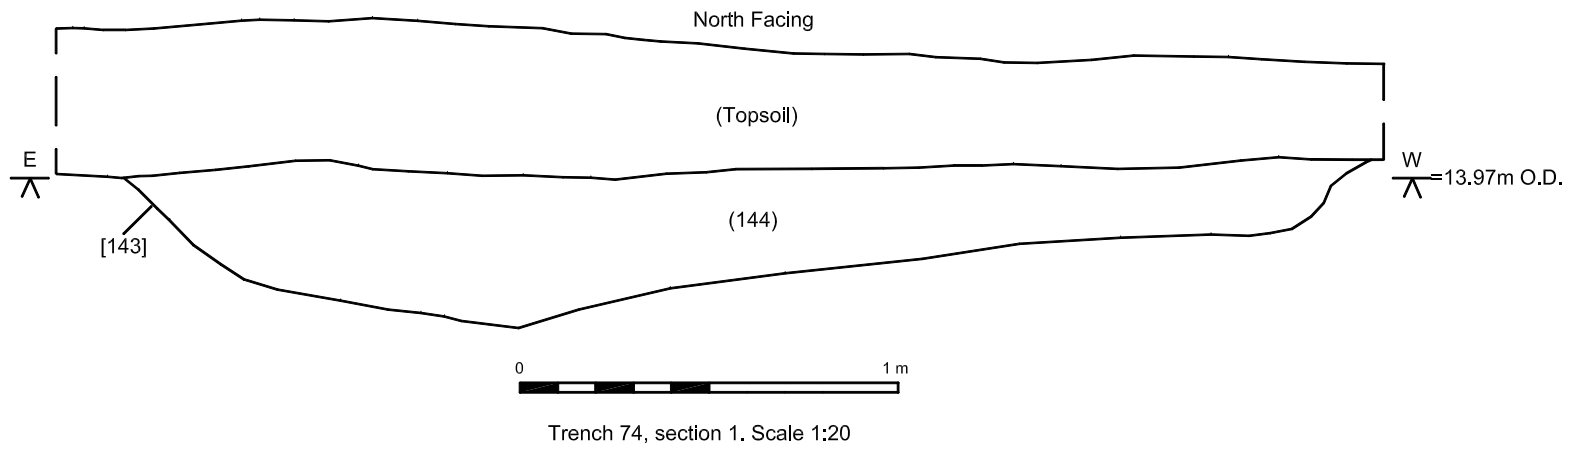 North Facing
(Topsoil)
E
W
=13.97m O.D.
(144)
[143]
0 1 m
Trench 74, section 1. Scale 1:20